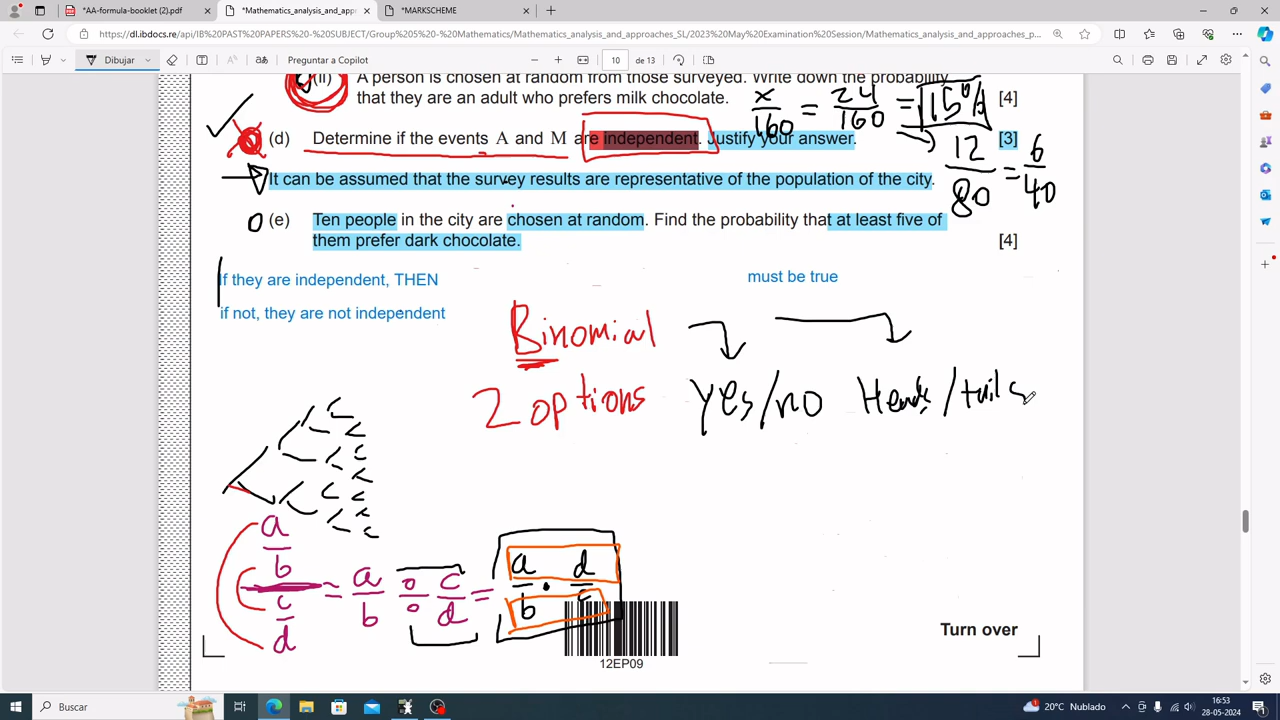 *AA-formula-booklet (2).pdf
*Mathematics_analysis_and_appr
*MARKSCHEME
https://dl.ibdocs.re/api/IB%20PAST%20PAPERS%20-%20SUBJECT/Group%205%20-%20Mathematics/Mathematics_analysis_and_approaches_SL/2023%20May%20Examination%20Session/Mathematics_analysis_and_approaches_p...
Dibujar
Preguntar a Copilot
10 de 13
(ii) A person is chosen at random from those surveyed. Write down the probability
that they are an adult who prefers milk chocolate. [4]
x/160 = 24/160 = 15%
(d) Determine if the events A and M are independent. Justify your answer. [3]
12/80 = 6/40
It can be assumed that the survey results are representative of the population of the city.
(e) Ten people in the city are chosen at random. Find the probability that at least five of
them prefer dark chocolate. [4]
If they are independent, THEN must be true
if not, they are not independent
Binomial
2 options yes/no Heads/tails
a/b / c/d = a/b ÷ c/d = a/b · d/c
Turn over
12EP09
Buscar
20°C Nublado
16:53
28-05-2024